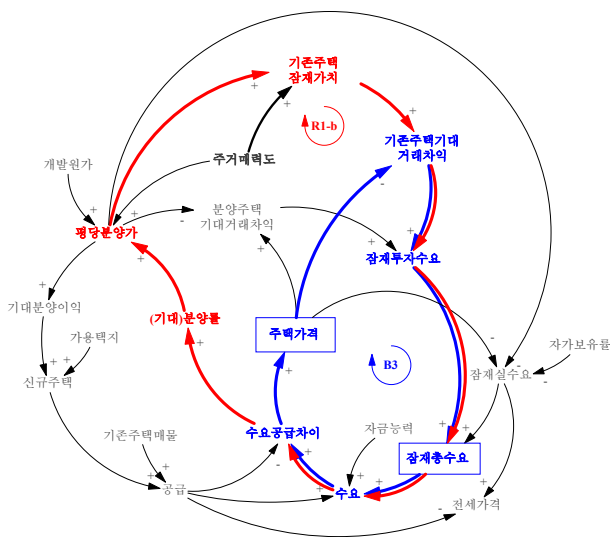 기존주택
잠재가치
R1-b
기존주택기대
거래차익
주거매력도
개발원가
분양주택
기대거래차익
평당분양가
잠재투자수요
기대분양이익
(기대)분양률
주택가격
가용택지
자가보유율
신규주택
B3
잠재실수요
기존주택매물
수요공급차이
자금능력
잠재총수요
공급
수요
전세가격